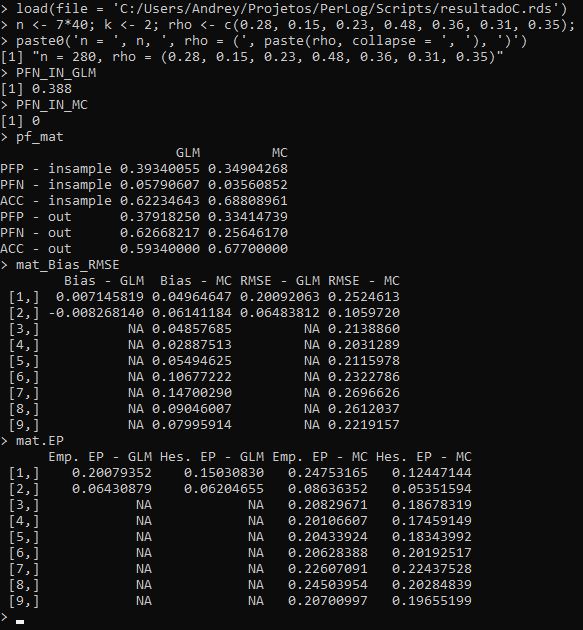 > load(file = 'C:/Users/Andrey/Projetos/PerLog/Scripts/resultadoC.rds')
> n <- 7*40; k <- 2; rho <- c(0.28, 0.15, 0.23, 0.48, 0.36, 0.31, 0.35);
> paste0('n = ', n, ', rho = (', paste(rho, collapse = ', '), ')')
[1] "n = 280, rho = (0.28, 0.15, 0.23, 0.48, 0.36, 0.31, 0.35)"
> PFN_IN_GLM
[1] 0.388
> PFN_IN_MC
[1] 0
> pf_mat
GLM MC
PFP - insample 0.39340055 0.34904268
PFN - insample 0.05790607 0.03560852
ACC - insample 0.62234643 0.68808961
PFP - out 0.37918250 0.33414739
PFN - out 0.62668217 0.25646170
ACC - out 0.59340000 0.67700000
> mat_Bias_RMSE
Bias - GLM Bias - MC RMSE - GLM RMSE - MC
[1,] 0.007145819 0.04964647 0.20092063 0.2524613
[2,] -0.008268140 0.06141184 0.06483812 0.1059720
[3,] NA 0.04857685 NA 0.2138860
[4,] NA 0.02887513 NA 0.2031289
[5,] NA 0.05494625 NA 0.2115978
[6,] NA 0.10677222 NA 0.2322786
[7,] NA 0.14700290 NA 0.2696626
[8,] NA 0.09046007 NA 0.2612037
[9,] NA 0.07995914 NA 0.2219157
> mat.EP
Emp. EP - GLM Hes. EP - GLM Emp. EP - MC Hes. EP - MC
[1,] 0.20079352 0.15030830 0.24753165 0.12447144
[2,] 0.06430879 0.06204655 0.08636352 0.05351594
[3,] NA NA 0.20829671 0.18678319
[4,] NA NA 0.20106607 0.17459149
[5,] NA NA 0.20433924 0.18343992
[6,] NA NA 0.20628388 0.20192517
[7,] NA NA 0.22607091 0.22437528
[8,] NA NA 0.24503954 0.20284839
[9,] NA NA 0.20700997 0.19655199
>